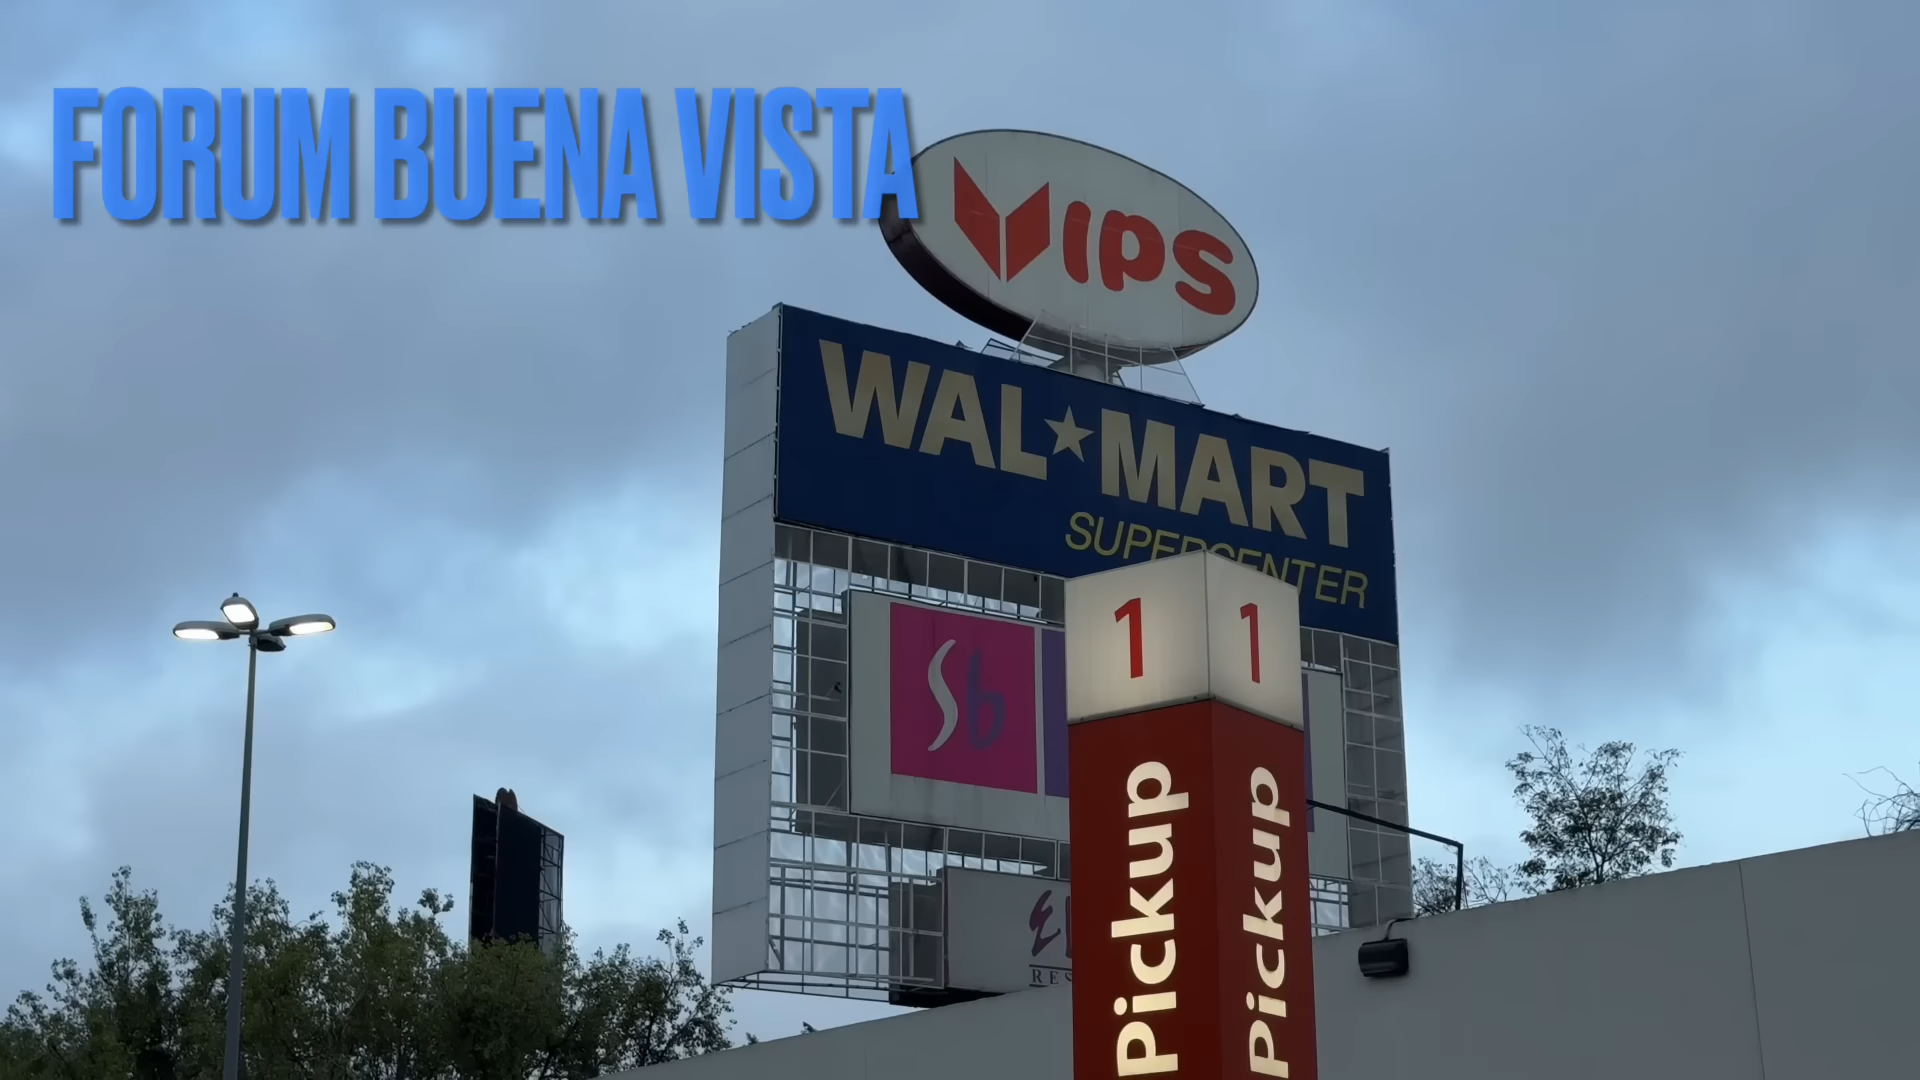 FORUM BUENA VISTA
VIPS
WAL★MART
SUPERCENTER
Sb
1 1
Pickup Pickup